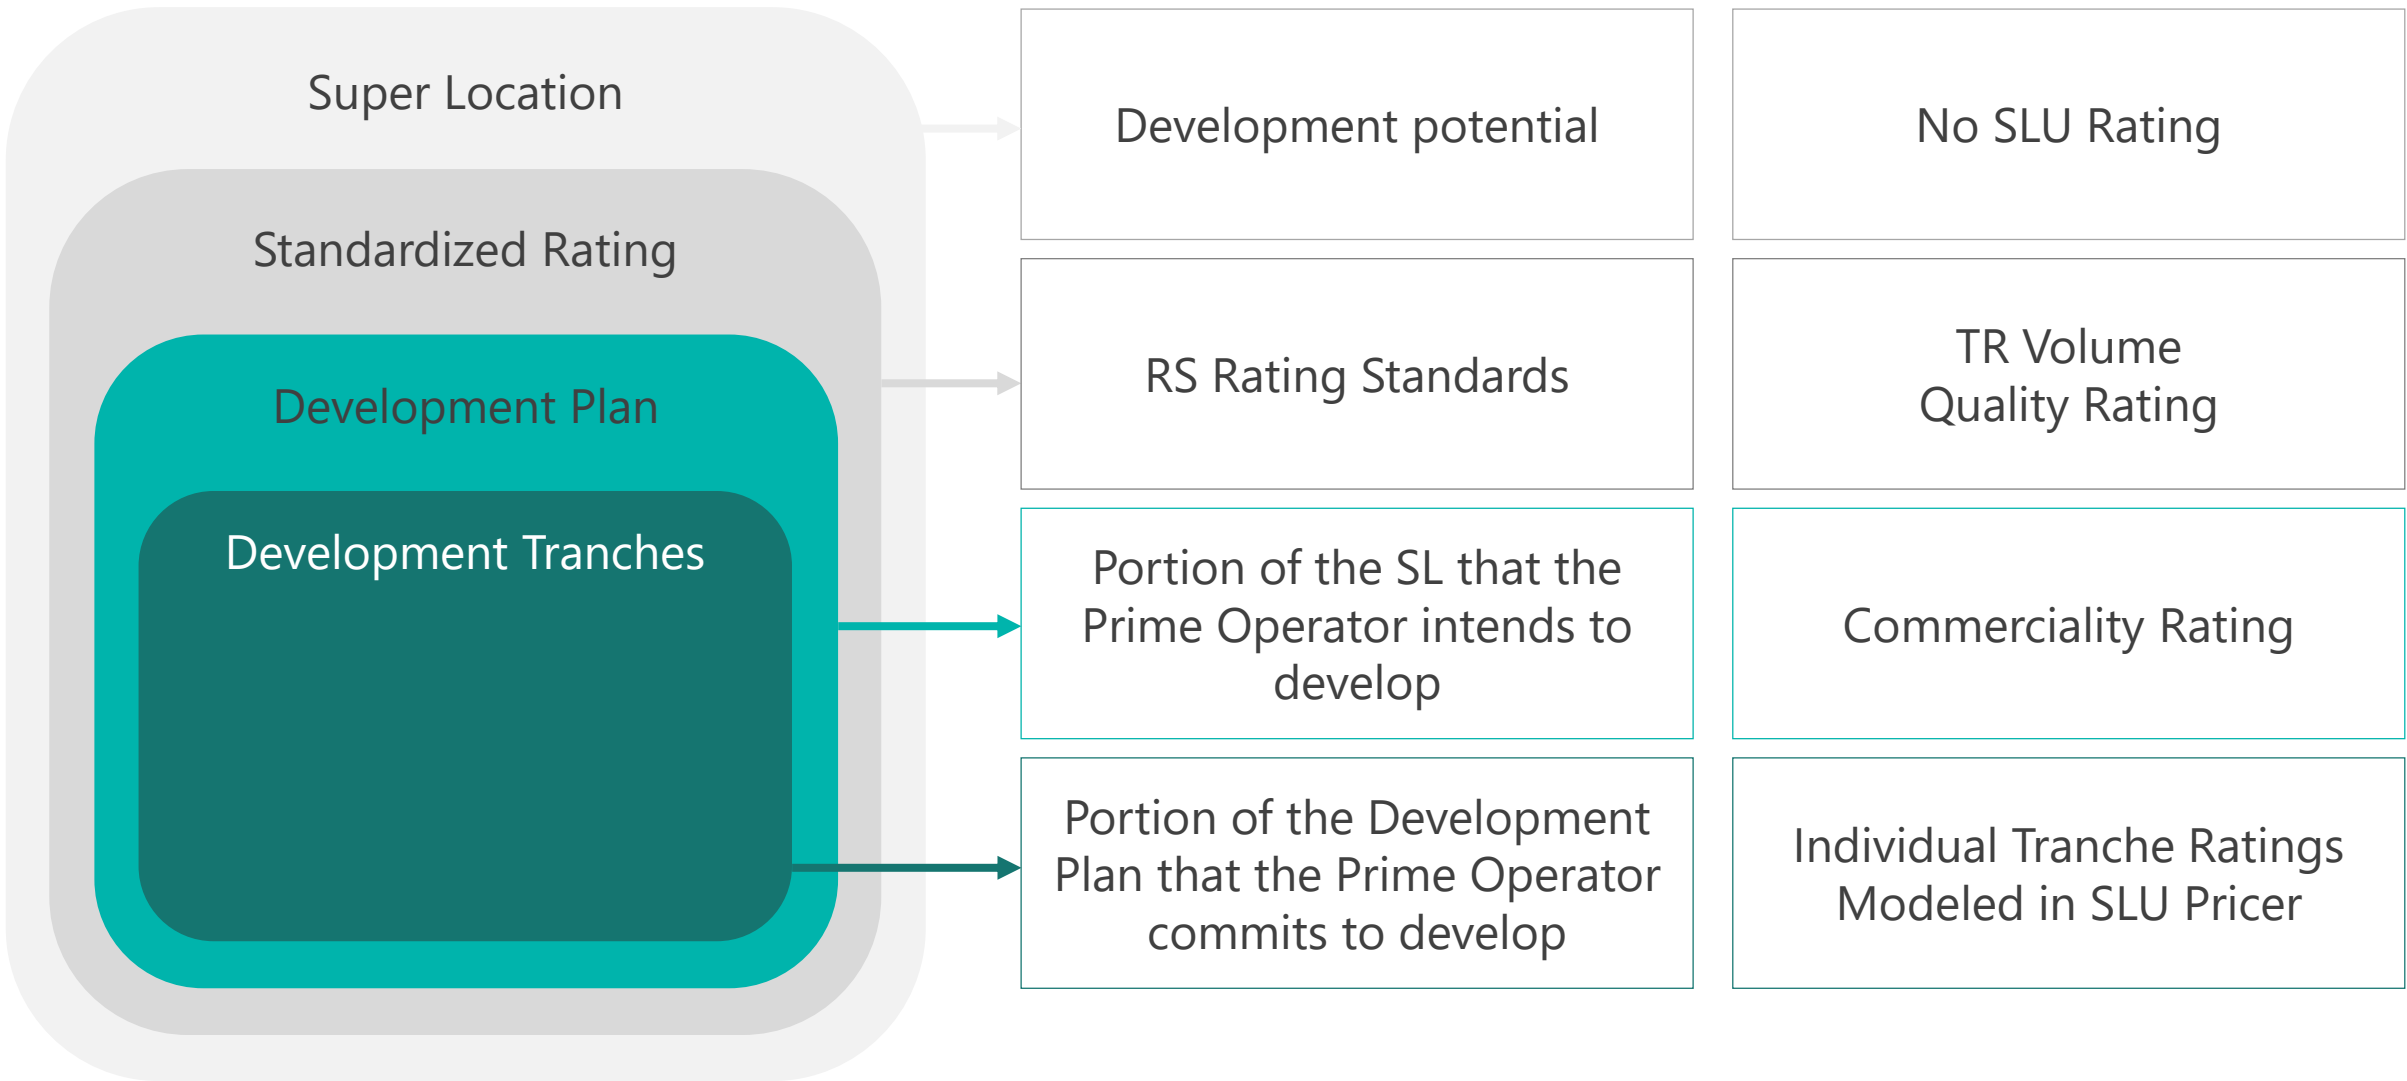 Super Location
Development potential
No SLU Rating
Standardized Rating
RS Rating Standards
TR Volume
Quality Rating
Development Plan
Portion of the SL that the
Prime Operator intends to
develop
Commerciality Rating
Development Tranches
Portion of the Development
Plan that the Prime Operator
commits to develop
Individual Tranche Ratings
Modeled in SLU Pricer